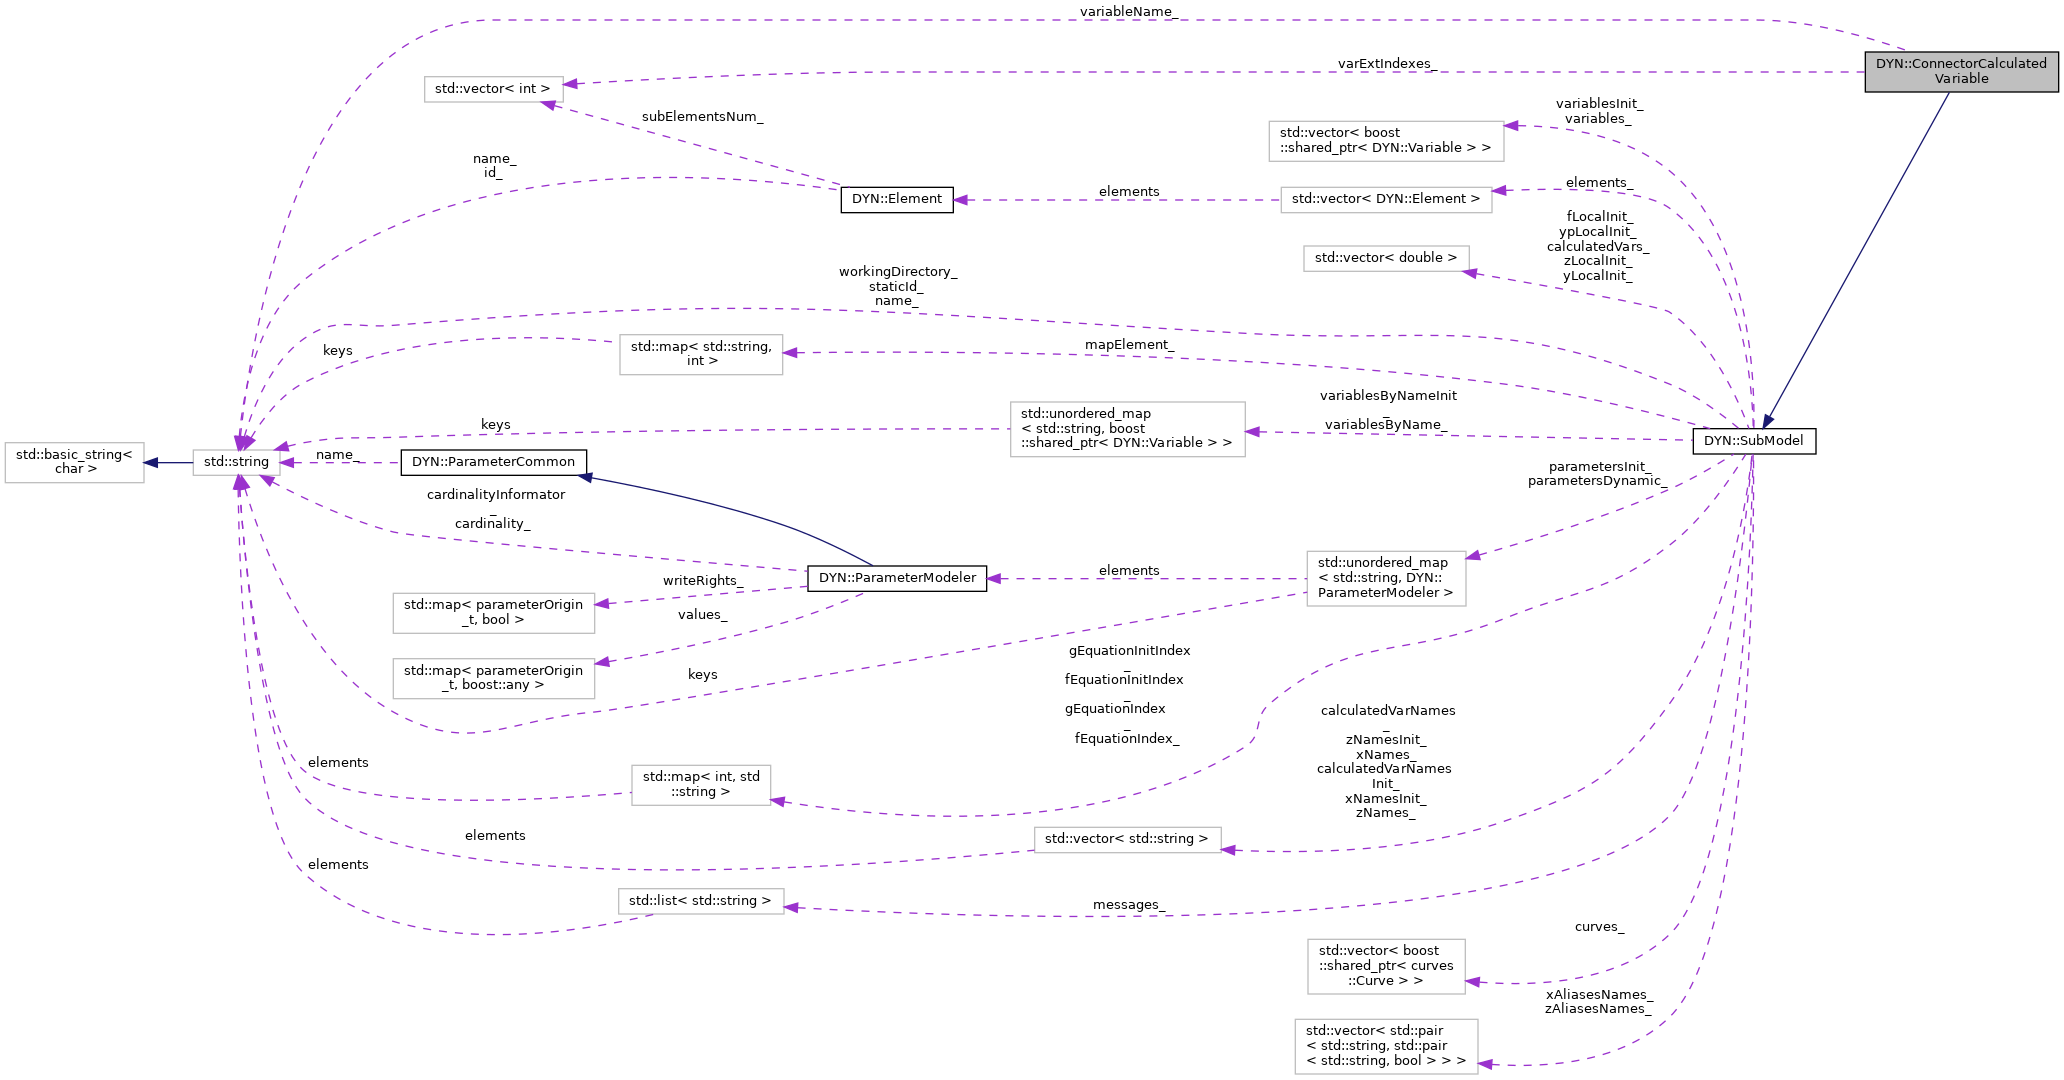 variableName_
DYN::ConnectorCalculated
Variable
varExtIndexes_
std::vector< int >
subElementsNum_
variablesInit_
variables_
std::vector< boost
::shared_ptr< DYN::Variable > >
name_
id_
DYN::Element
elements
std::vector< DYN::Element >
elements_
fLocalInit_
ypLocalInit_
calculatedVars_
zLocalInit_
yLocalInit_
std::vector< double >
workingDirectory_
staticId_
name_
keys
std::map< std::string,
int >
mapElement_
variablesByNameInit
_
variablesByName_
keys
std::unordered_map
< std::string, boost
::shared_ptr< DYN::Variable > >
DYN::SubModel
std::basic_string<
char >
std::string
name_
DYN::ParameterCommon
parametersInit_
parametersDynamic_
cardinalityInformator
_
cardinality_
DYN::ParameterModeler
elements
std::unordered_map
< std::string, DYN::
ParameterModeler >
writeRights_
std::map< parameterOrigin
_t, bool >
values_
std::map< parameterOrigin
_t, boost::any >
keys
gEquationInitIndex
_
fEquationInitIndex
_
gEquationIndex
_
fEquationIndex_
calculatedVarNames
_
zNamesInit_
xNames_
calculatedVarNames
Init_
xNamesInit_
zNames_
elements
std::map< int, std
::string >
elements
std::vector< std::string >
elements
std::list< std::string >
messages_
curves_
std::vector< boost
::shared_ptr< curves
::Curve > >
xAliasesNames_
zAliasesNames_
std::vector< std::pair
< std::string, std::pair
< std::string, bool > > >